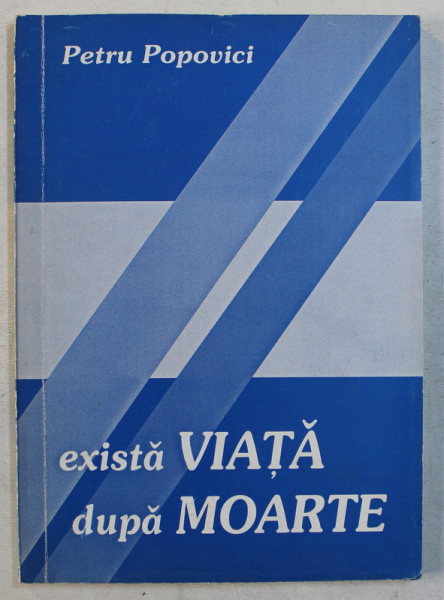 Petru Popovici
există VIAȚĂ
după MOARTE